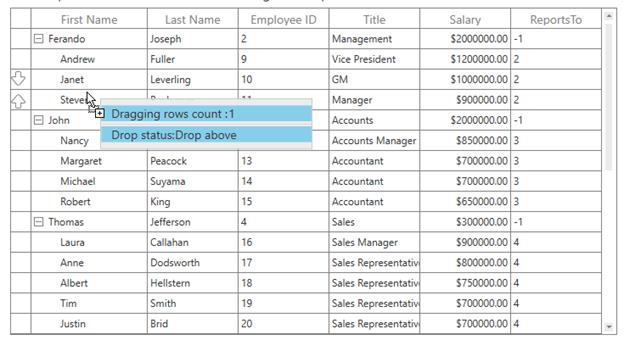 First Name Last Name Employee ID Title Salary ReportsTo
Ferando Joseph 2 Management $2000000.00 -1
Andrew Fuller 9 Vice President $1200000.00 2
Janet Leverling 10 GM $1000000.00 2
Steve Manager $900000.00 2
Dragging rows count :1
John Accounts $2000000.00 -1
Drop status:Drop above
Nancy Accounts Manager $850000.00 3
Margaret Peacock 13 Accountant $700000.00 3
Michael Suyama 14 Accountant $700000.00 3
Robert King 15 Accountant $650000.00 3
Thomas Jefferson 4 Sales $300000.00 -1
Laura Callahan 16 Sales Manager $900000.00 4
Anne Dodsworth 17 Sales Representativ $800000.00 4
Albert Hellstern 18 Sales Representativ $750000.00 4
Tim Smith 19 Sales Representativ $700000.00 4
Justin Brid 20 Sales Representativ $700000.00 4